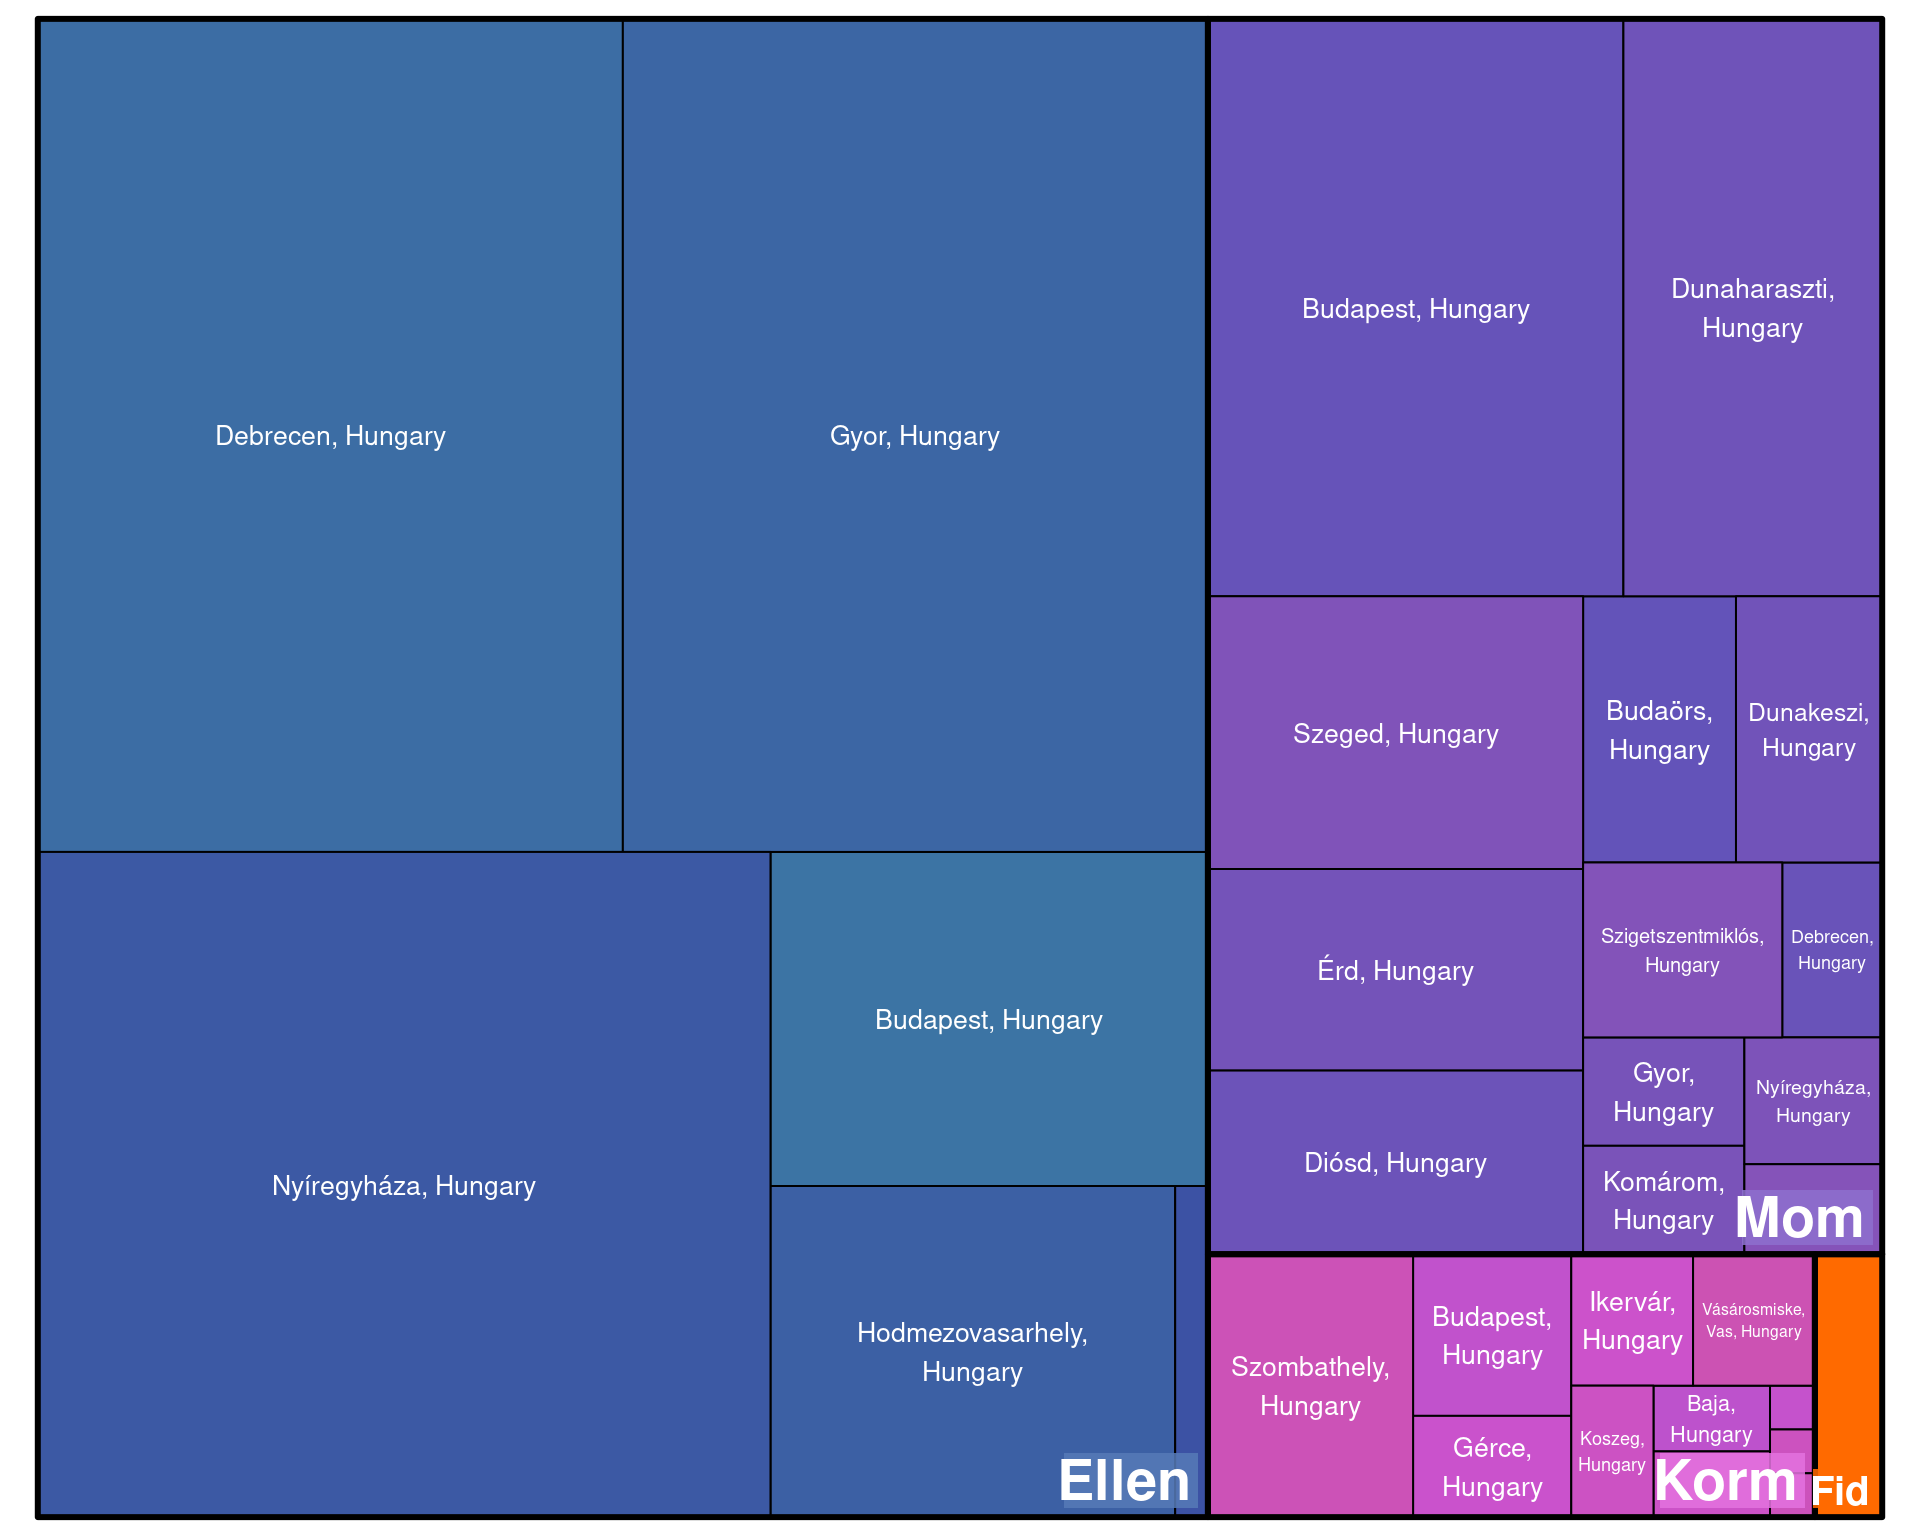 Debrecen, Hungary
Gyor, Hungary
Nyíregyháza, Hungary
Budapest, Hungary
Hodmezovasarhely,
Hungary
Ellen
Budapest, Hungary
Dunaharaszti,
Hungary
Szeged, Hungary
Budaörs,
Hungary
Dunakeszi,
Hungary
Érd, Hungary
Szigetszentmiklós,
Hungary
Debrecen,
Hungary
Diósd, Hungary
Gyor,
Hungary
Nyíregyháza,
Hungary
Komárom,
Hungary
Mom
Szombathely,
Hungary
Budapest,
Hungary
Gérce,
Hungary
Ikervár,
Hungary
Vásárosmiske,
Vas, Hungary
Koszeg,
Hungary
Baja,
Hungary
Korm
Fid